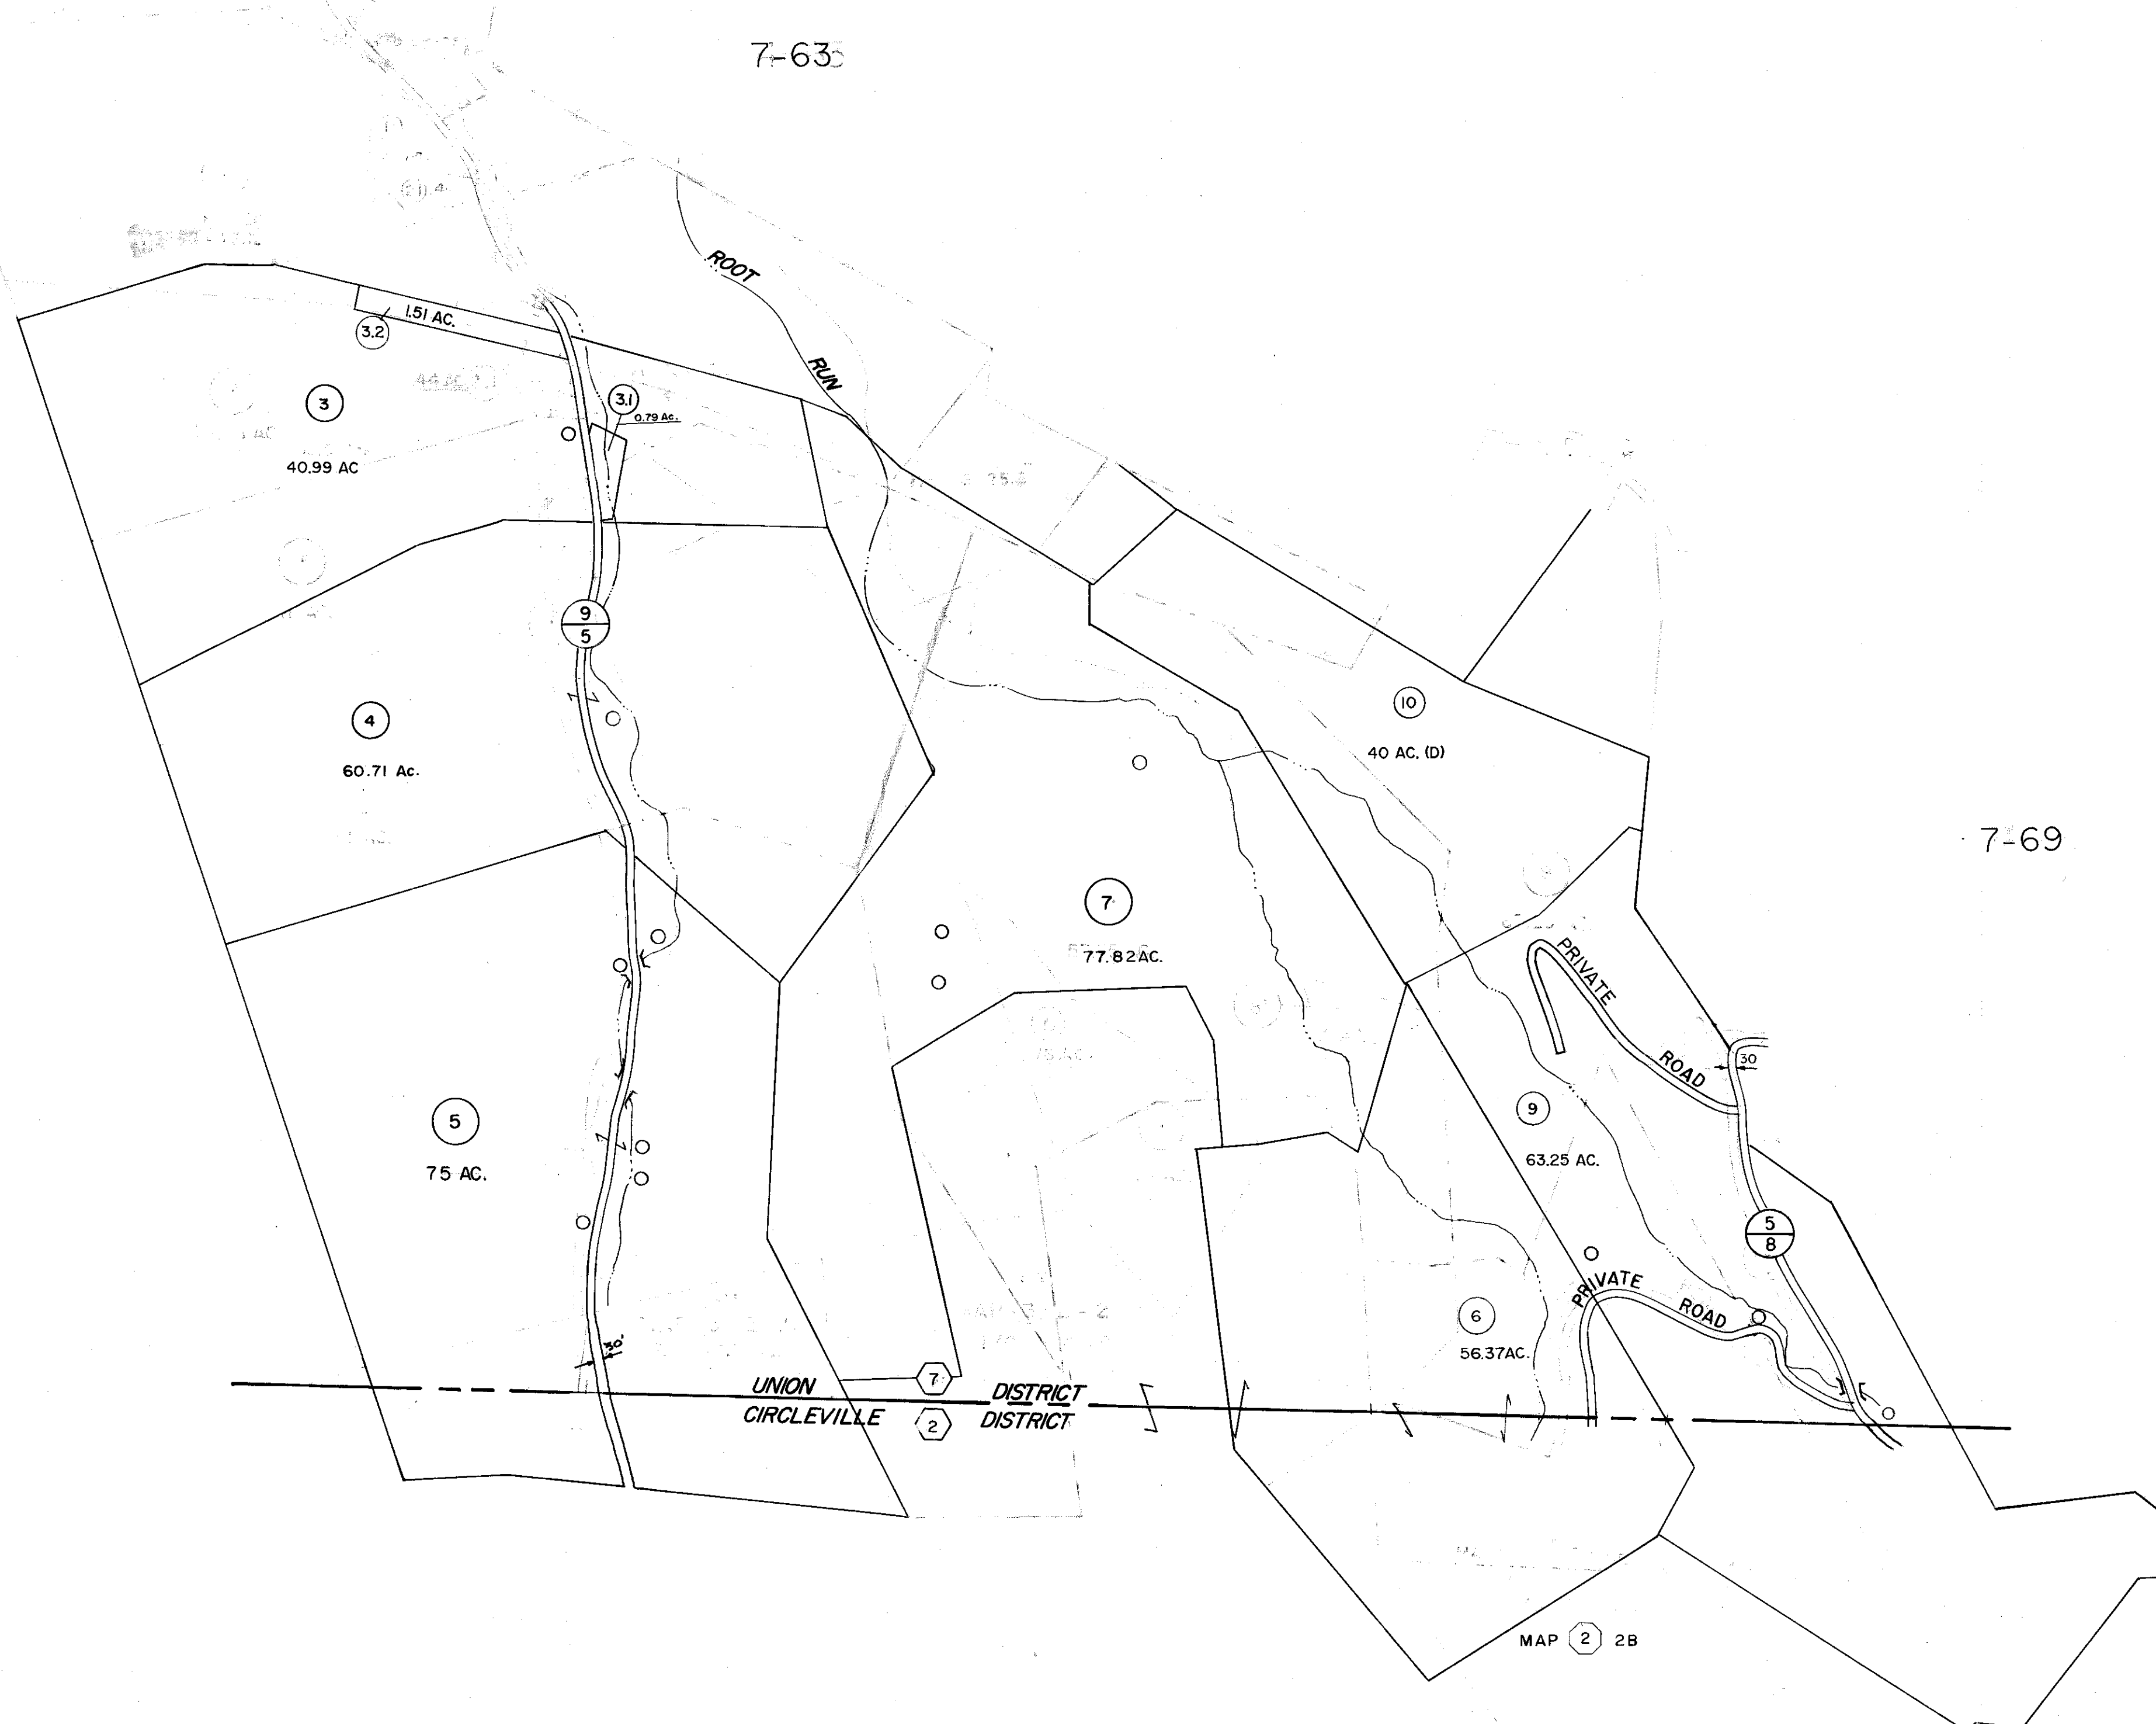 7-63
ROOT
RUN
1.51 AC.
3.2
3
40.99 AC
3.1
0.79 Ac.
9
5
4
60.71 Ac.
10
40 AC. (D)
7-69
7
77.82 AC.
PRIVATE
ROAD
30
9
63.25 AC.
5
75 AC.
5
8
PRIVATE
ROAD
6
56.37 AC.
30'
7
UNION DISTRICT
CIRCLEVILLE 2 DISTRICT
MAP 2 2B